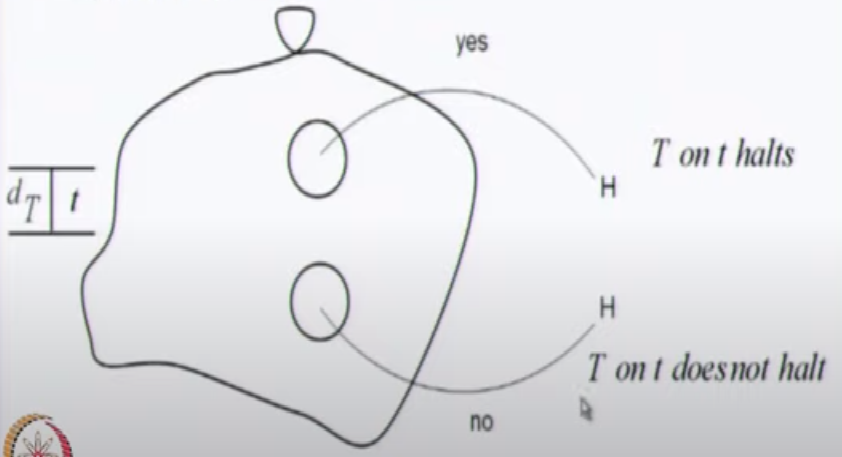 yes
T on t halts
H
d_T t
H
T on t doesnot halt
no